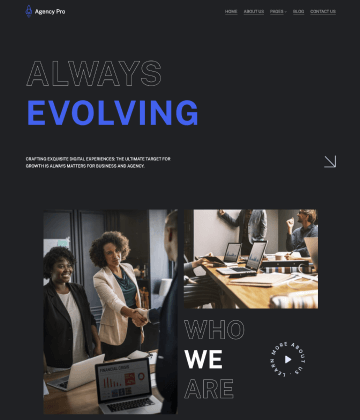 Agency Pro
HOME ABOUT US PAGES BLOG CONTACT US
ALWAYS
EVOLVING
CRAFTING EXQUISITE DIGITAL EXPERIENCES: THE ULTIMATE TARGET FOR
GROWTH IS ALWAYS MATTERS FOR BUSINESS AND AGENCY.
WHO
WE
ARE
LEARN MORE ABOUT US